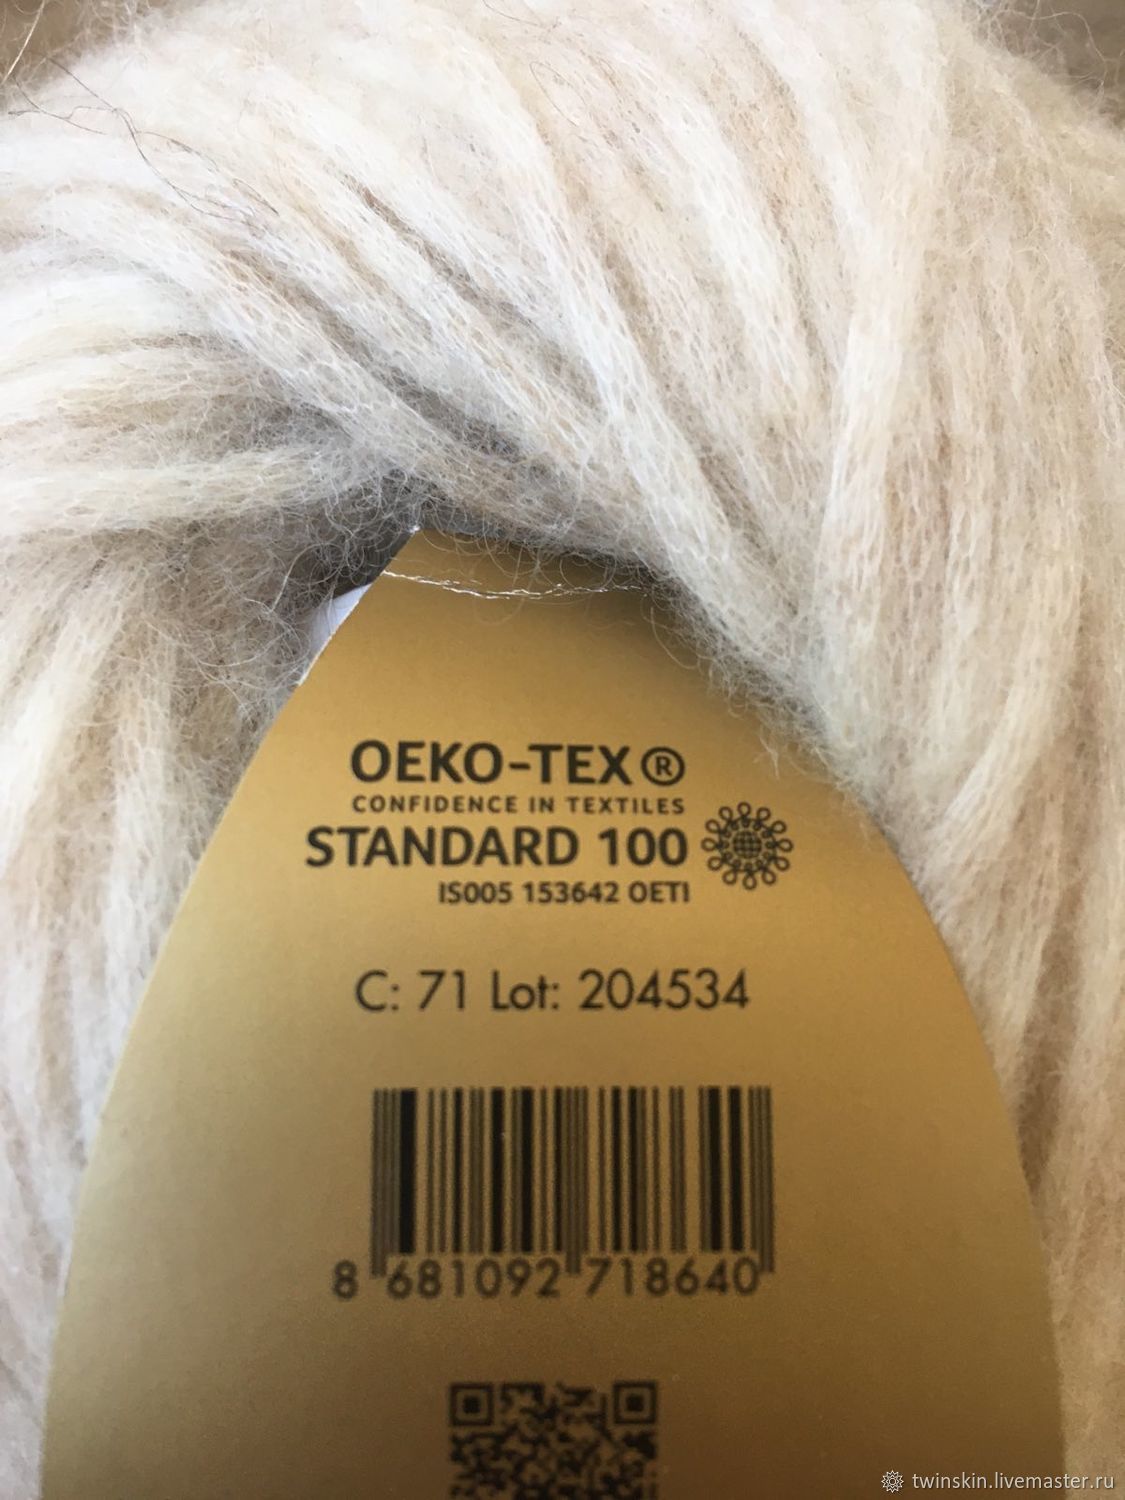 OEKO-TEX®
CONFIDENCE IN TEXTILES
STANDARD 100
IS005 153642 OETI
C: 71 Lot: 204534
8 681092 718640
twinskin.livemaster.ru